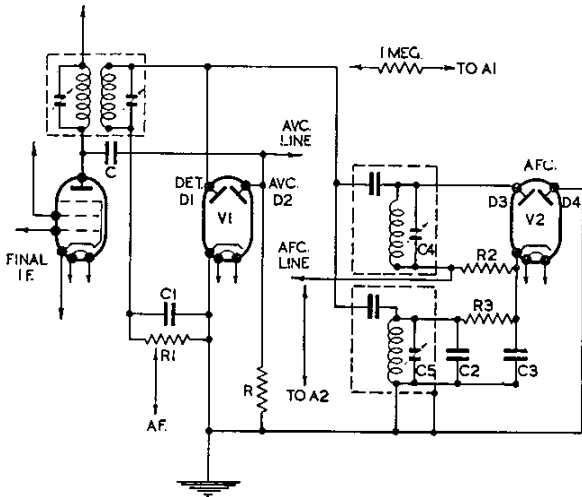 1 MEG.
TO A1
AVC.
LINE
C
DET.
D1
V1
AVC.
D2
AFC.
D3
V2
D4
C4
FINAL
I.F.
AFC.
LINE
R2
C1
R1
R3
C5
C2
C3
R
TO A2
A.F.